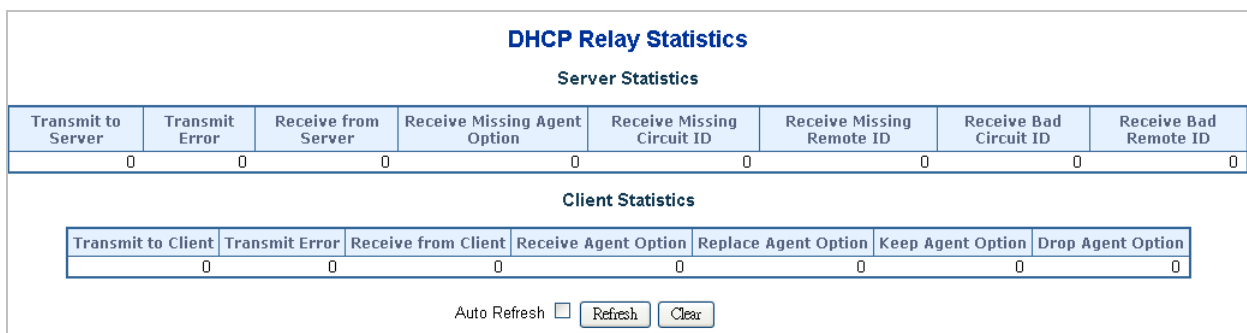 DHCP Relay Statistics
Server Statistics
Transmit to Server Transmit Error Receive from Server Receive Missing Agent Option Receive Missing Circuit ID Receive Missing Remote ID Receive Bad Circuit ID Receive Bad Remote ID
0 0 0 0 0 0 0 0
Client Statistics
Transmit to Client Transmit Error Receive from Client Receive Agent Option Replace Agent Option Keep Agent Option Drop Agent Option
0 0 0 0 0 0 0
Auto Refresh Refresh Clear